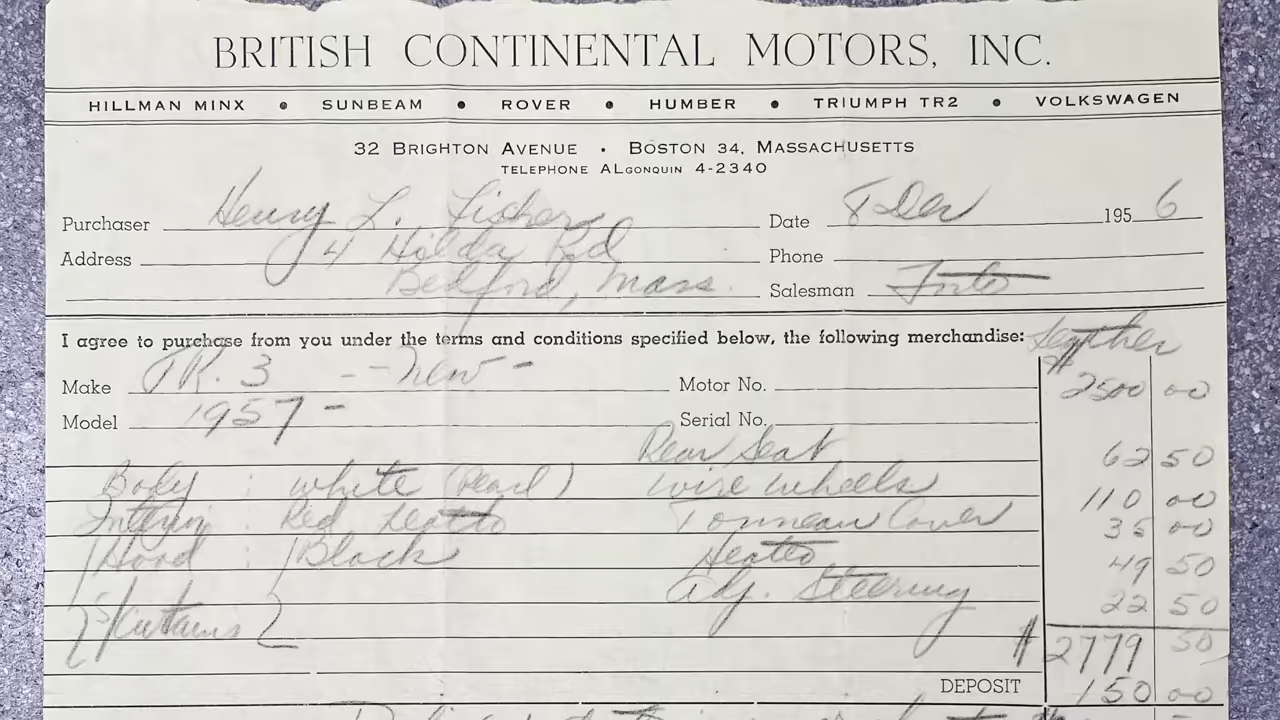 BRITISH CONTINENTAL MOTORS, INC.
HILLMAN MINX • SUNBEAM • ROVER • HUMBER • TRIUMPH TR2 • VOLKSWAGEN
32 BRIGHTON AVENUE • BOSTON 34, MASSACHUSETTS
TELEPHONE ALGONQUIN 4-2340
Purchaser Henry L. Fisher Date 8 Dec 1956
Address 4 Hilda Rd Phone
Bedford, Mass. Salesman
I agree to purchase from you under the terms and conditions specified below, the following merchandise: Leather
Make TR. 3 -- New - Motor No. $2500 00
Model 1957 - Serial No.
Rear Seat 62 50
Body : white (Pearl) wire wheels 110 00
Interior : Red Leather Tonneau Cover 35 00
Hood : Black Heater 49 50
S/Curtains Adj. Steering 22 50
$2779 50
DEPOSIT 150 00